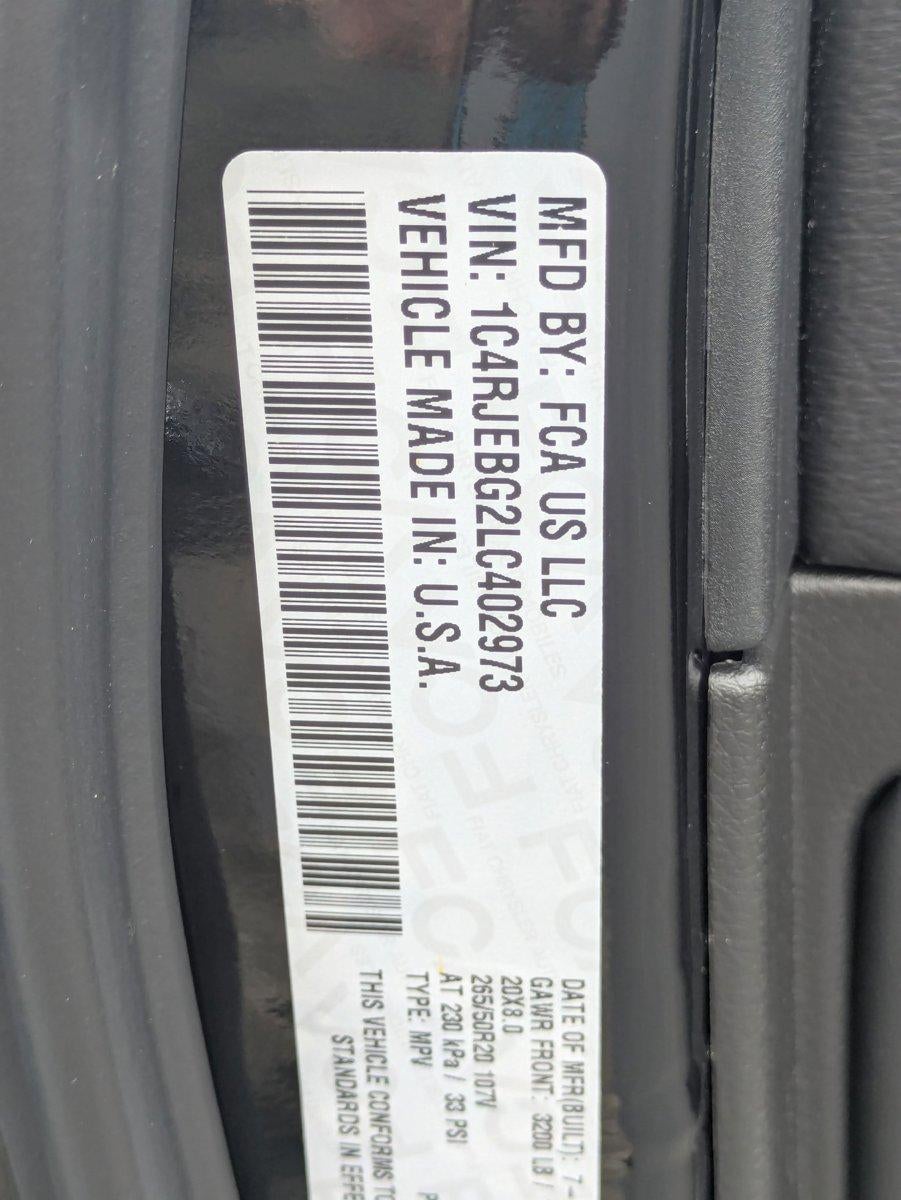 MFD BY: FCA US LLC
VIN: 1C4RJEBG2LC402973
VEHICLE MADE IN: U.S.A.
DATE OF MFR(BUILT): 7-
GAWR FRONT: 3200 LB /
20X8.0
265/50R20 107V
AT 230 kPa / 33 PSI
TYPE: MPV
THIS VEHICLE CONFORMS TO
STANDARDS IN EFFE